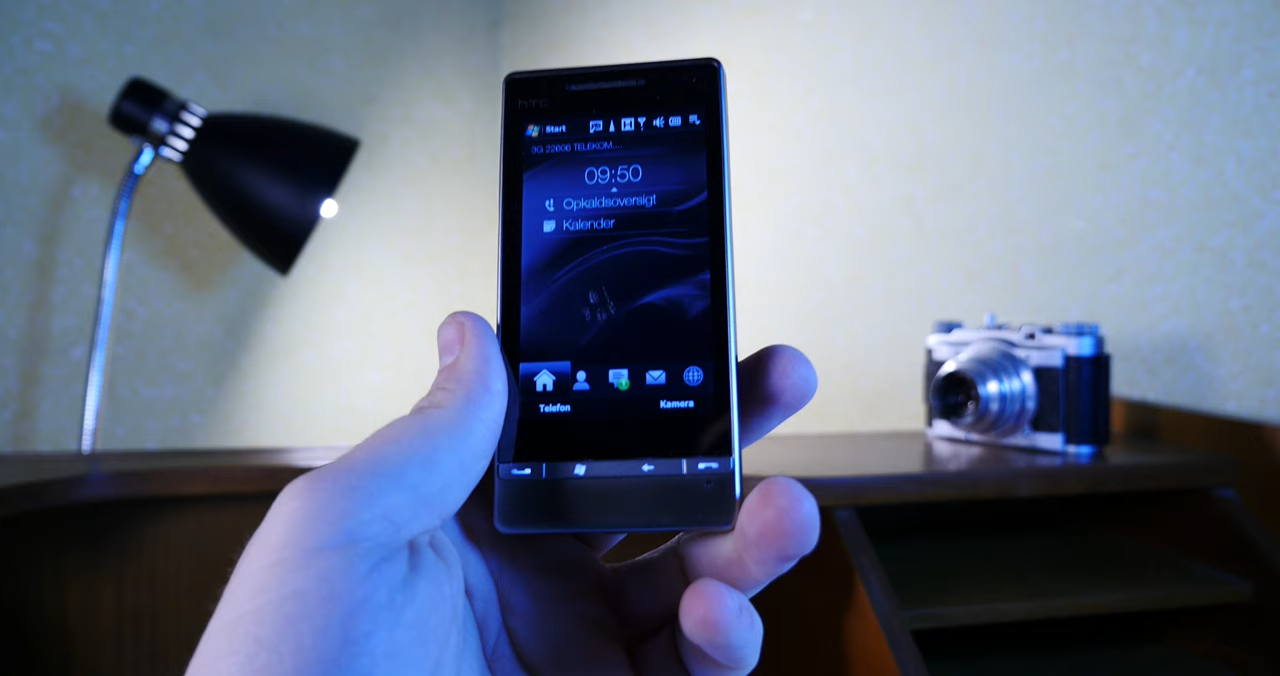 hTC
Start
3G 22606 TELEKOM....
09:50
Opkaldsoversigt
Kalender
Telefon
Kamera